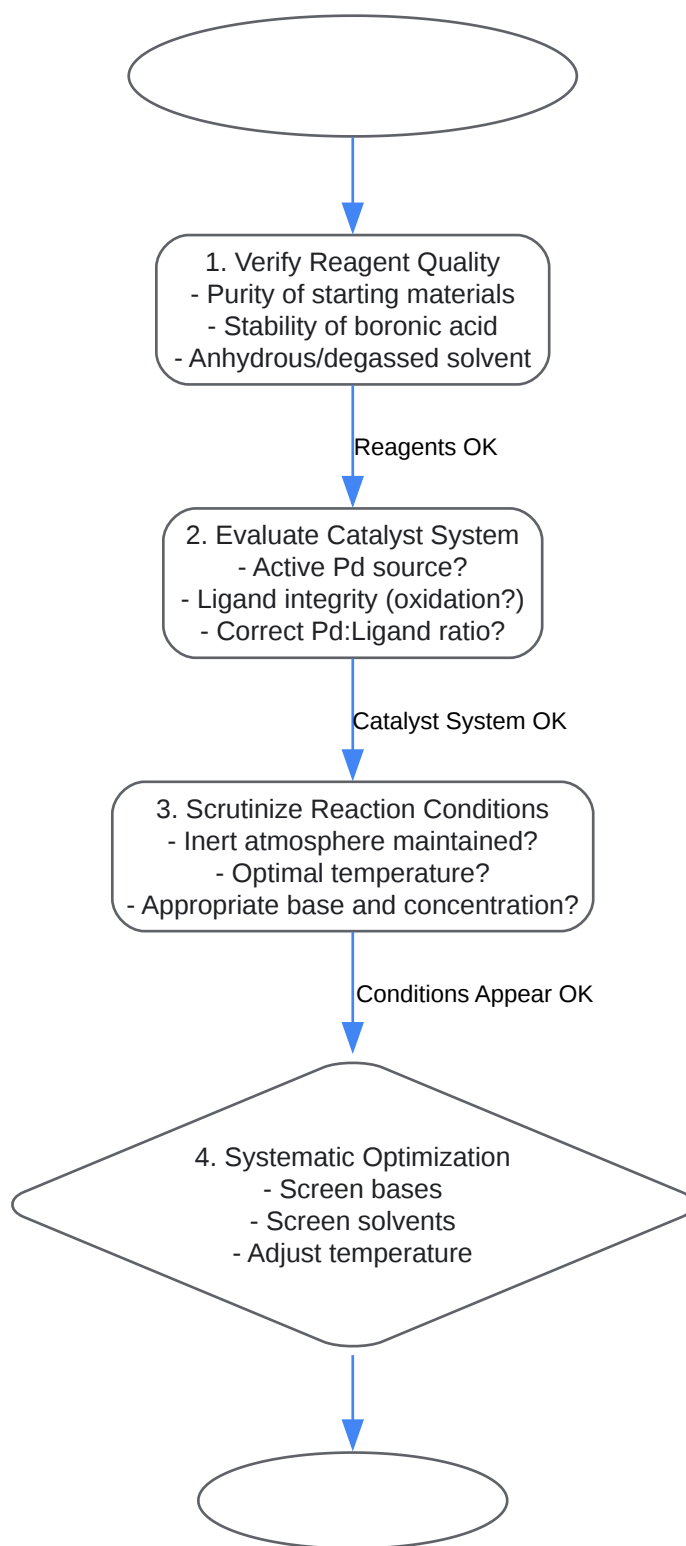 1. Verify Reagent Quality
- Purity of starting materials
- Stability of boronic acid
- Anhydrous/degassed solvent
Reagents OK
2. Evaluate Catalyst System
- Active Pd source?
- Ligand integrity (oxidation?)
- Correct Pd:Ligand ratio?
Catalyst System OK
3. Scrutinize Reaction Conditions
- Inert atmosphere maintained?
- Optimal temperature?
- Appropriate base and concentration?
Conditions Appear OK
4. Systematic Optimization
- Screen bases
- Screen solvents
- Adjust temperature